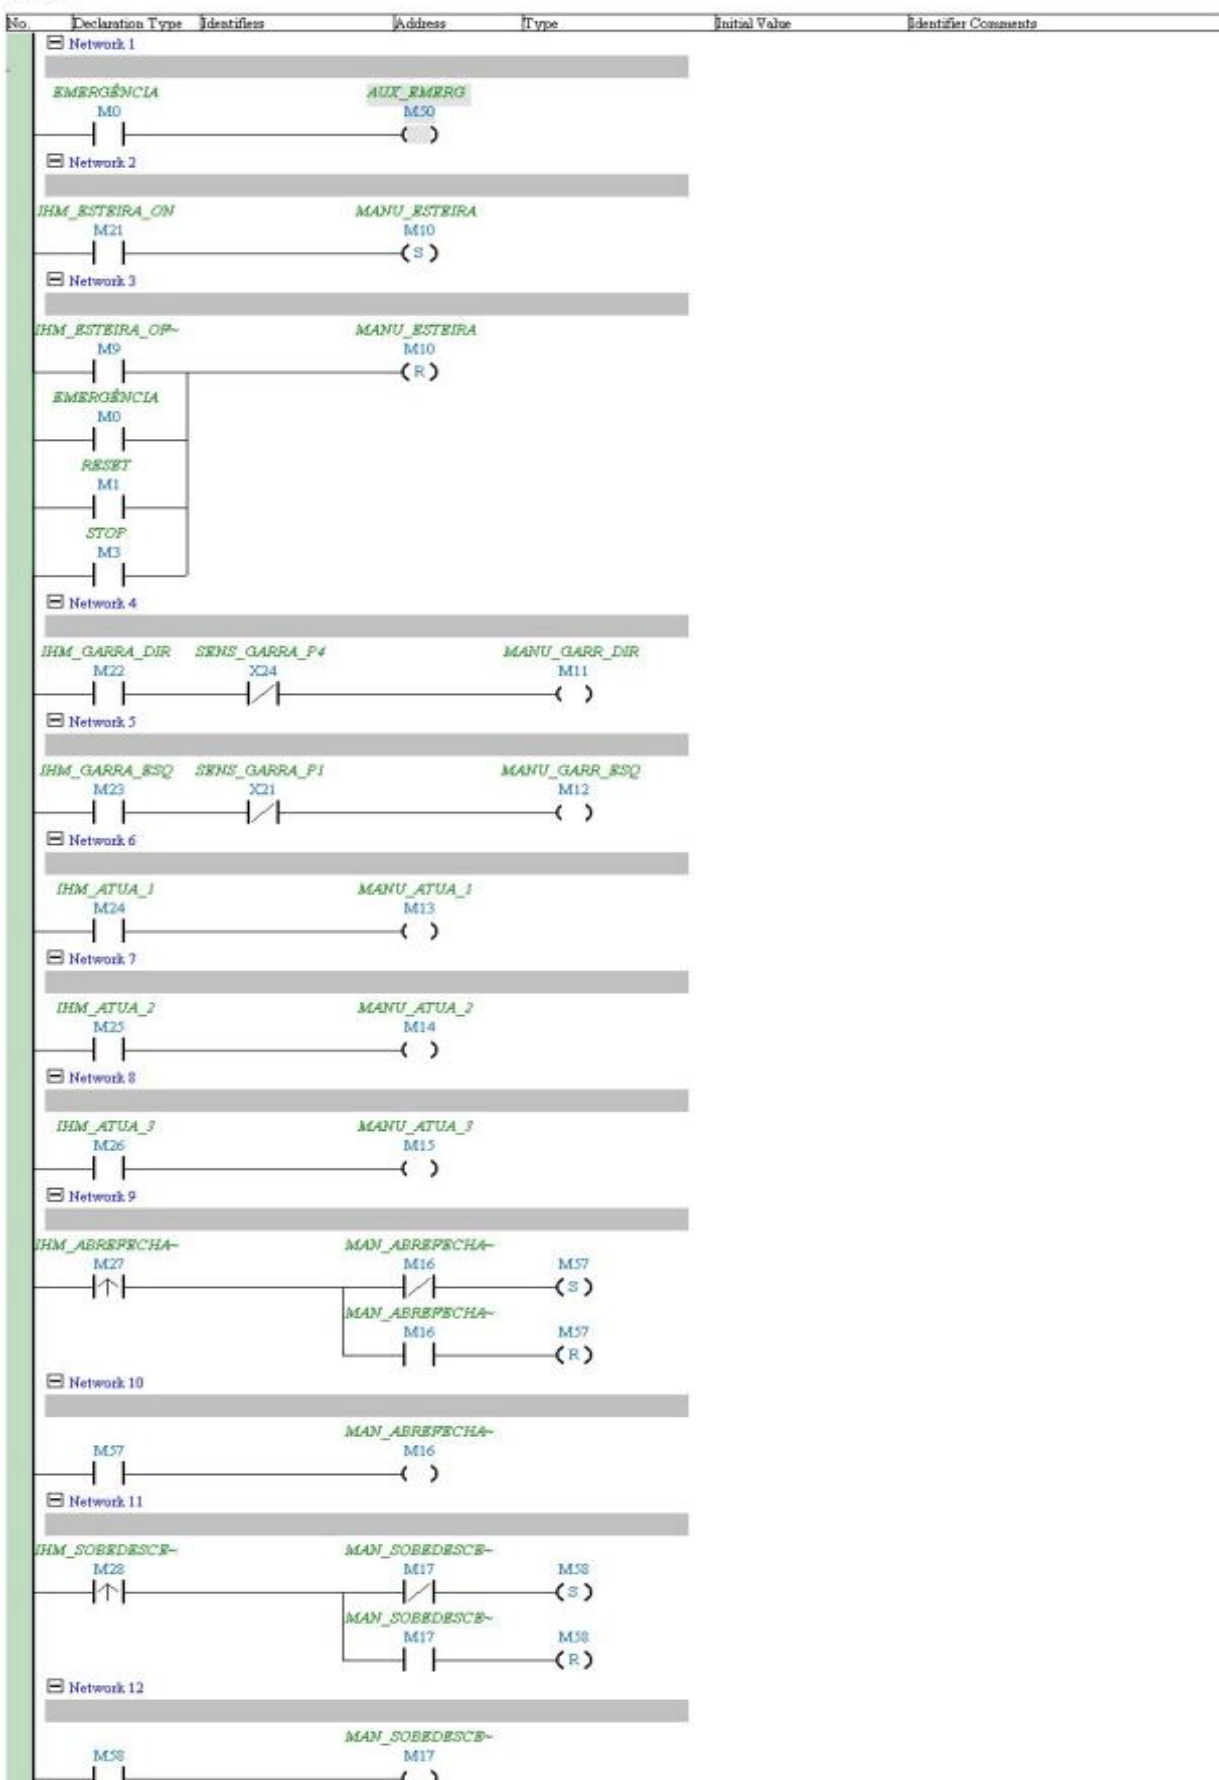 No. Declaration Type Identifiers Address Type Initial Value Identifier Comments
Network 1
EMERGÊNCIA AUX_EMERG
M0 M50
Network 2
IHM_ESTEIRA_ON MANU_ESTEIRA
M21 M10
S
Network 3
IHM_ESTEIRA_OF~ MANU_ESTEIRA
M9 M10
R
EMERGÊNCIA
M0
RESET
M1
STOP
M3
Network 4
IHM_GARRA_DIR SENS_GARRA_P4 MANU_GARR_DIR
M22 X24 M11
Network 5
IHM_GARRA_ESQ SENS_GARRA_P1 MANU_GARR_ESQ
M23 X21 M12
Network 6
IHM_ATUA_1 MANU_ATUA_1
M24 M13
Network 7
IHM_ATUA_2 MANU_ATUA_2
M25 M14
Network 8
IHM_ATUA_3 MANU_ATUA_3
M26 M15
Network 9
IHM_ABREFECHA~ MAN_ABREFECHA~
M27 M16 M57
S
MAN_ABREFECHA~
M16 M57
R
Network 10
MAN_ABREFECHA~
M57 M16
Network 11
IHM_SOBEDESCE~ MAN_SOBEDESCE~
M28 M17 M58
S
MAN_SOBEDESCE~
M17 M58
R
Network 12
MAN_SOBEDESCE~
M58 M17